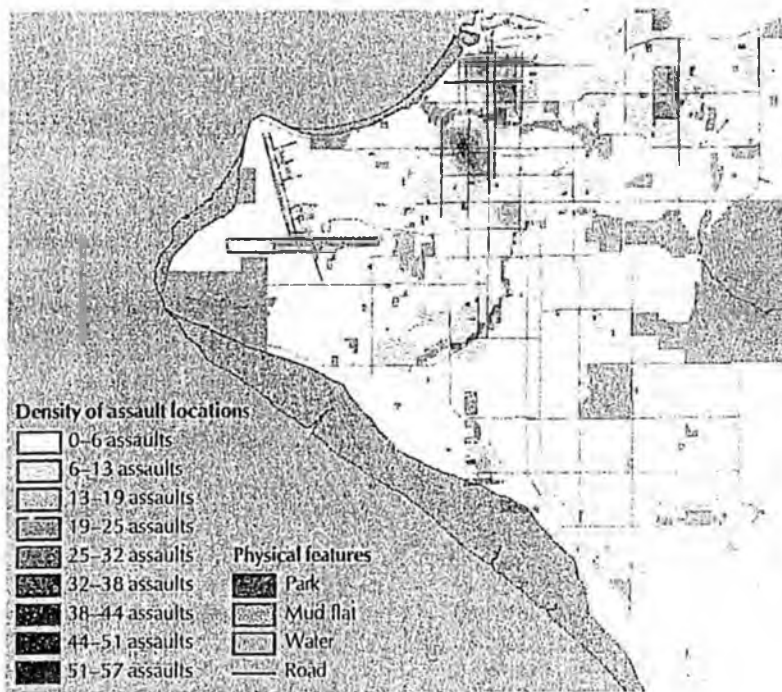 Density of assault locations
0–6 assaults
6–13 assaults
13–19 assaults
19–25 assaults
25–32 assaults
32–38 assaults
38–44 assaults
44–51 assaults
51–57 assaults
Physical features
Park
Mud flat
Water
Road